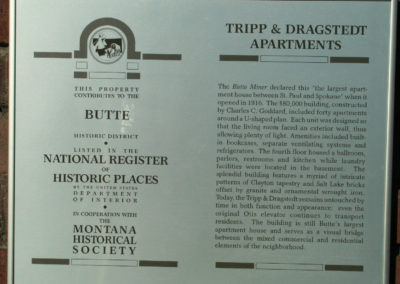 THIS PROPERTY
CONTRIBUTES TO THE
BUTTE
HISTORIC DISTRICT
LISTED IN THE
NATIONAL REGISTER
OF
HISTORIC PLACES
BY THE UNITED STATES
DEPARTMENT
OF INTERIOR
IN COOPERATION WITH
THE
MONTANA
HISTORICAL
SOCIETY
TRIPP & DRAGSTEDT
APARTMENTS
The Butte Miner declared this "the largest apart-
ment house between St. Paul and Spokane" when it
opened in 1916. The $80,000 building, constructed
by Charles C. Goddard, included forty apartments
around a U-shaped plan. Each unit was designed so
that the living room faced an exterior wall, thus
allowing plenty of light. Amenities included built-
in bookcases, separate ventilating systems and
refrigerators. The fourth floor housed a ballroom,
parlors, restrooms and kitchen while laundry
facilities were located in the basement. The
splendid building features a myriad of intricate
patterns of Clayton tapestry and Salt Lake bricks
offset by granite and ornamental wrought iron.
Today, the Tripp & Dragstedt remains untouched by
time in both function and appearance: even the
original Otis elevator continues to transport
residents. The building is still Butte's largest
apartment house and serves as a visual bridge
between the mixed commercial and residential
elements of the neighborhood.